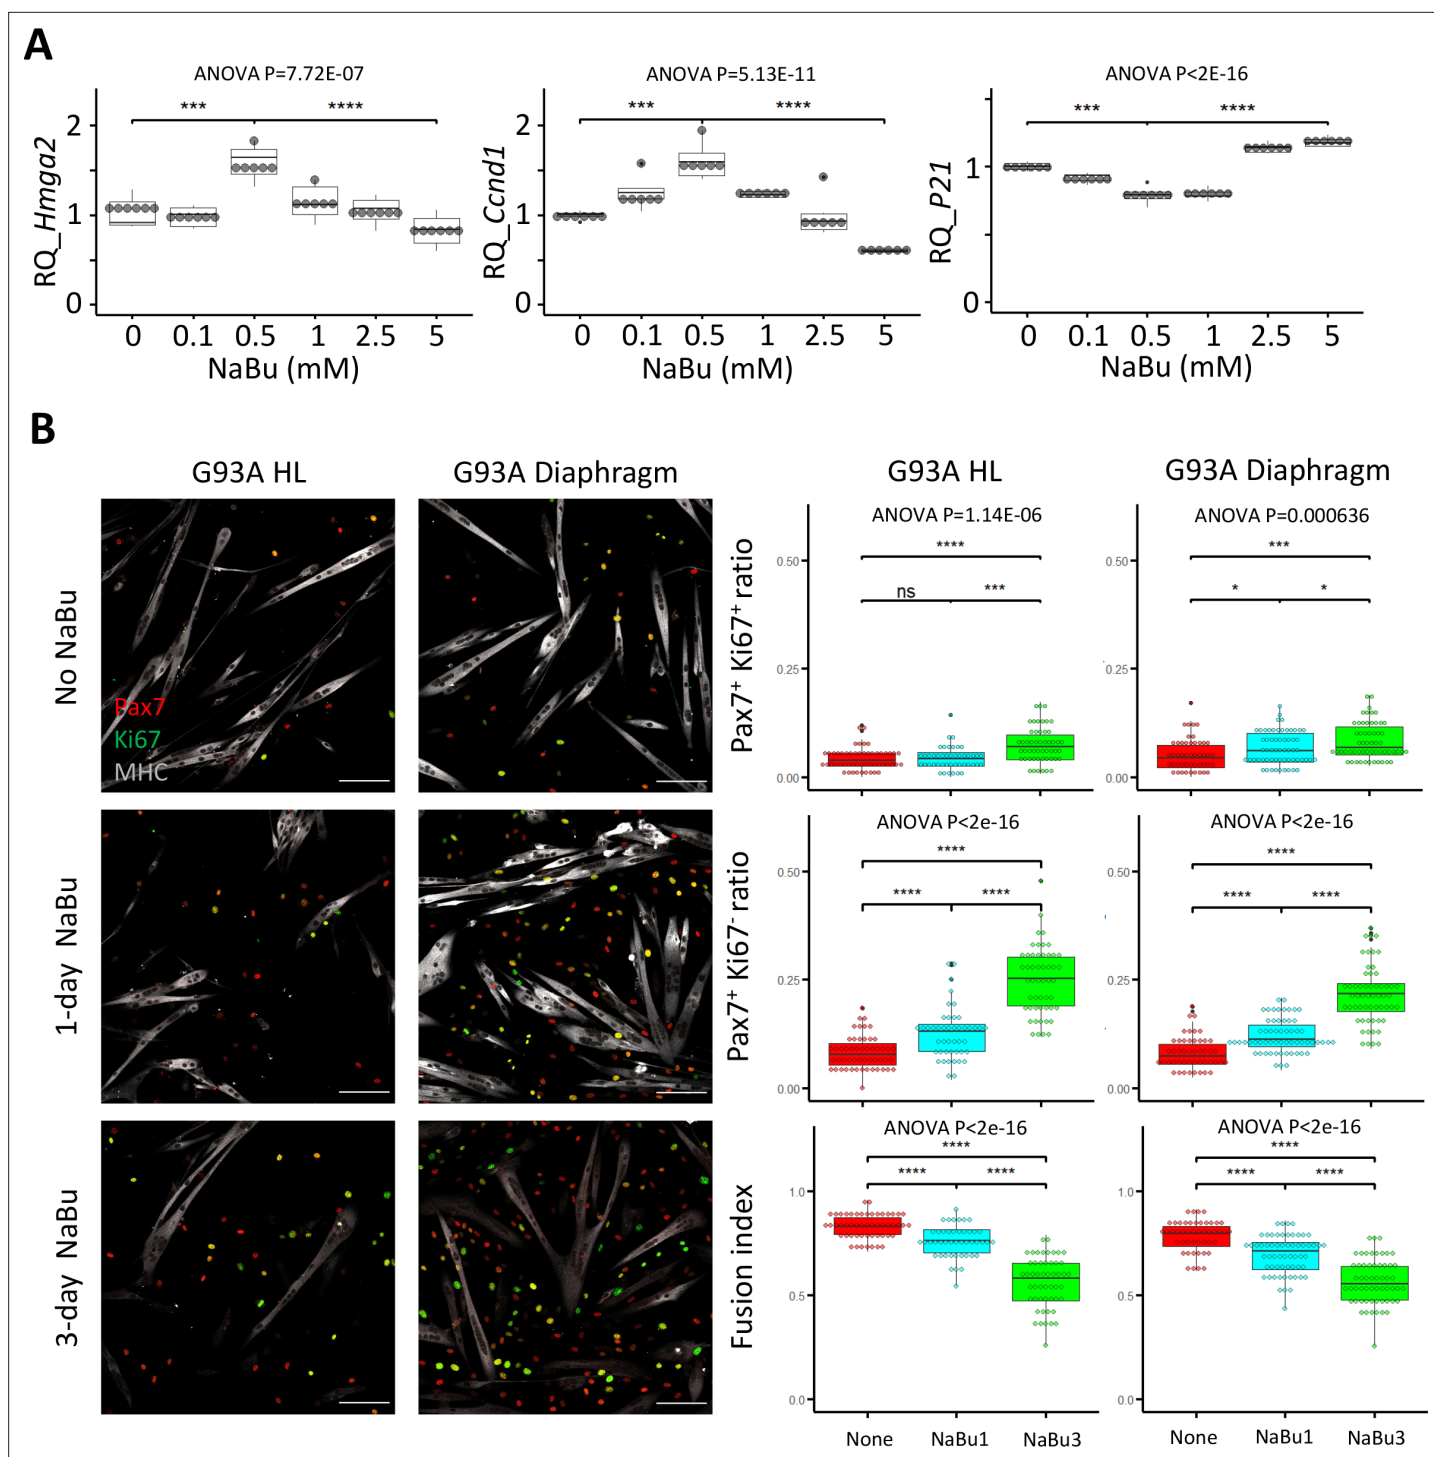 A
ANOVA P=7.72E-07
*** ****
RQ_Hmga2
2
1
0
0 0.1 0.5 1 2.5 5
NaBu (mM)
ANOVA P=5.13E-11
*** ****
RQ_Ccnd1
2
1
0
0 0.1 0.5 1 2.5 5
NaBu (mM)
ANOVA P<2E-16
*** ****
RQ_P21
1
1
0 0.1 0.5 1 2.5 5
NaBu (mM)
B
G93A HL
G93A Diaphragm
No NaBu
Pax7
Ki67
MHC
1-day NaBu
3-day NaBu
G93A HL
G93A Diaphragm
Pax7+ Ki67+ ratio
ANOVA P=1.14E-06
****
ns ***
0.50
0.25
0.00
ANOVA P=0.000636
***
* *
0.50
0.25
0.00
Pax7+ Ki67- ratio
ANOVA P<2e-16
****
**** ****
0.50
0.25
0.00
ANOVA P<2e-16
****
**** ****
0.50
0.25
0.00
Fusion index
ANOVA P<2e-16
****
**** ****
1.0
0.5
0.0
None NaBu1 NaBu3
ANOVA P<2e-16
****
**** ****
1.0
0.5
0.0
None NaBu1 NaBu3